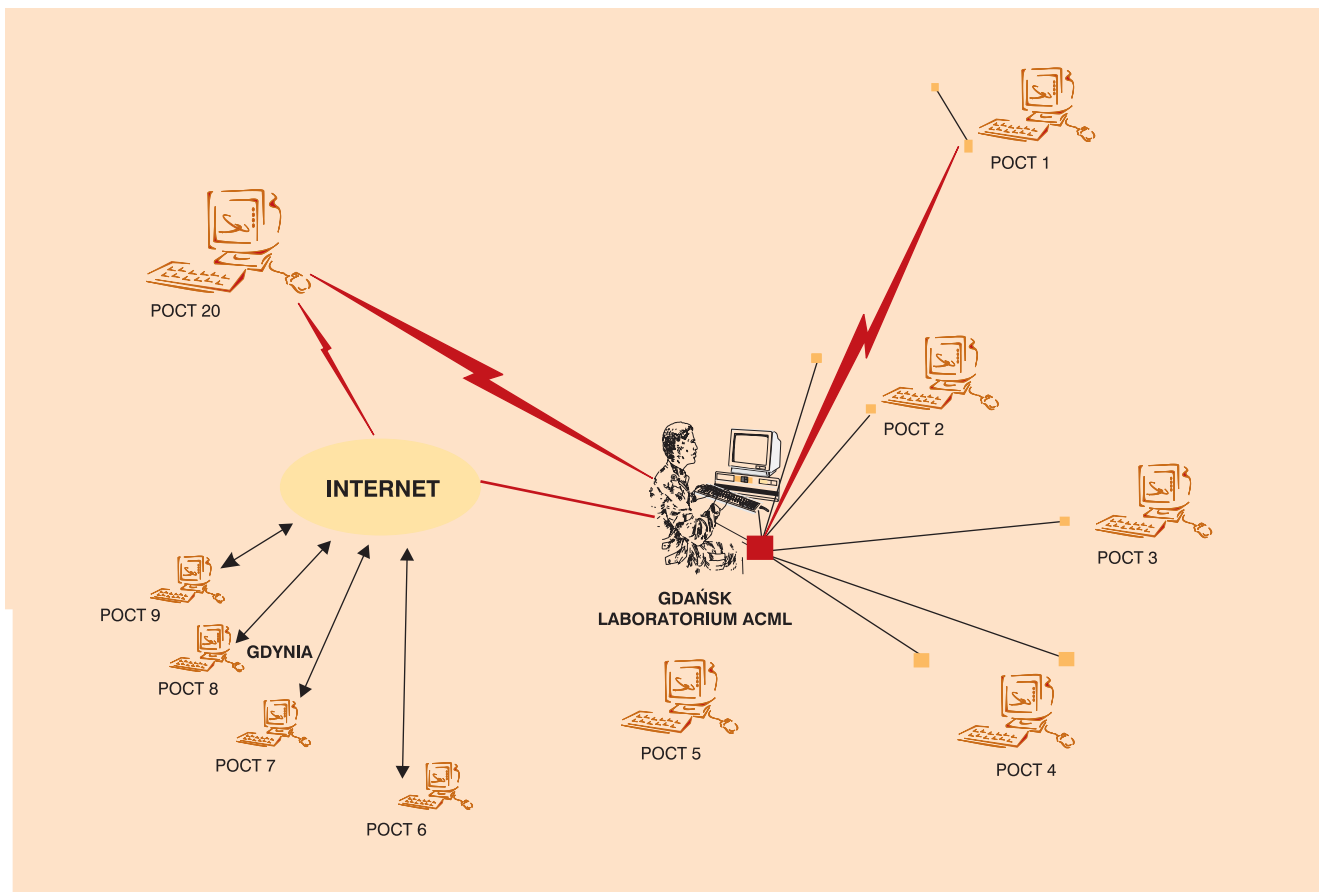 POCT 1
POCT 20
POCT 2
INTERNET
POCT 3
GDAŃSK
LABORATORIUM ACML
POCT 9
GDYNIA
POCT 8
POCT 5
POCT 7
POCT 4
POCT 6